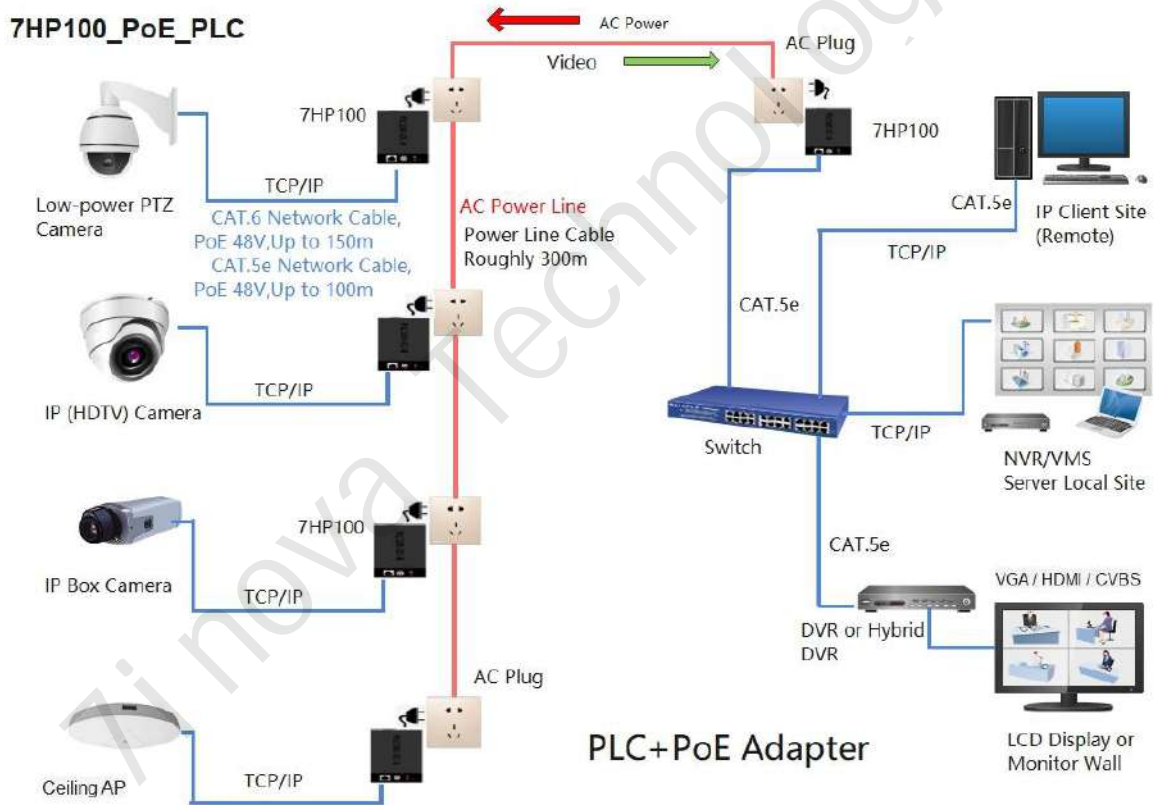 7HP100_PoE_PLC
AC Power
Video
AC Plug
7HP100
7HP100
Low-power PTZ
Camera
TCP/IP
CAT.6 Network Cable,
PoE 48V,Up to 150m
CAT.5e Network Cable,
PoE 48V,Up to 100m
AC Power Line
Power Line Cable
Roughly 300m
CAT.5e
IP Client Site
(Remote)
TCP/IP
CAT.5e
IP (HDTV) Camera
TCP/IP
Switch
TCP/IP
NVR/VMS
Server Local Site
7HP100
IP Box Camera
TCP/IP
CAT.5e
VGA / HDMI / CVBS
DVR or Hybrid
DVR
AC Plug
PLC+PoE Adapter
LCD Display or
Monitor Wall
Ceiling AP
TCP/IP
7i nova Technolog